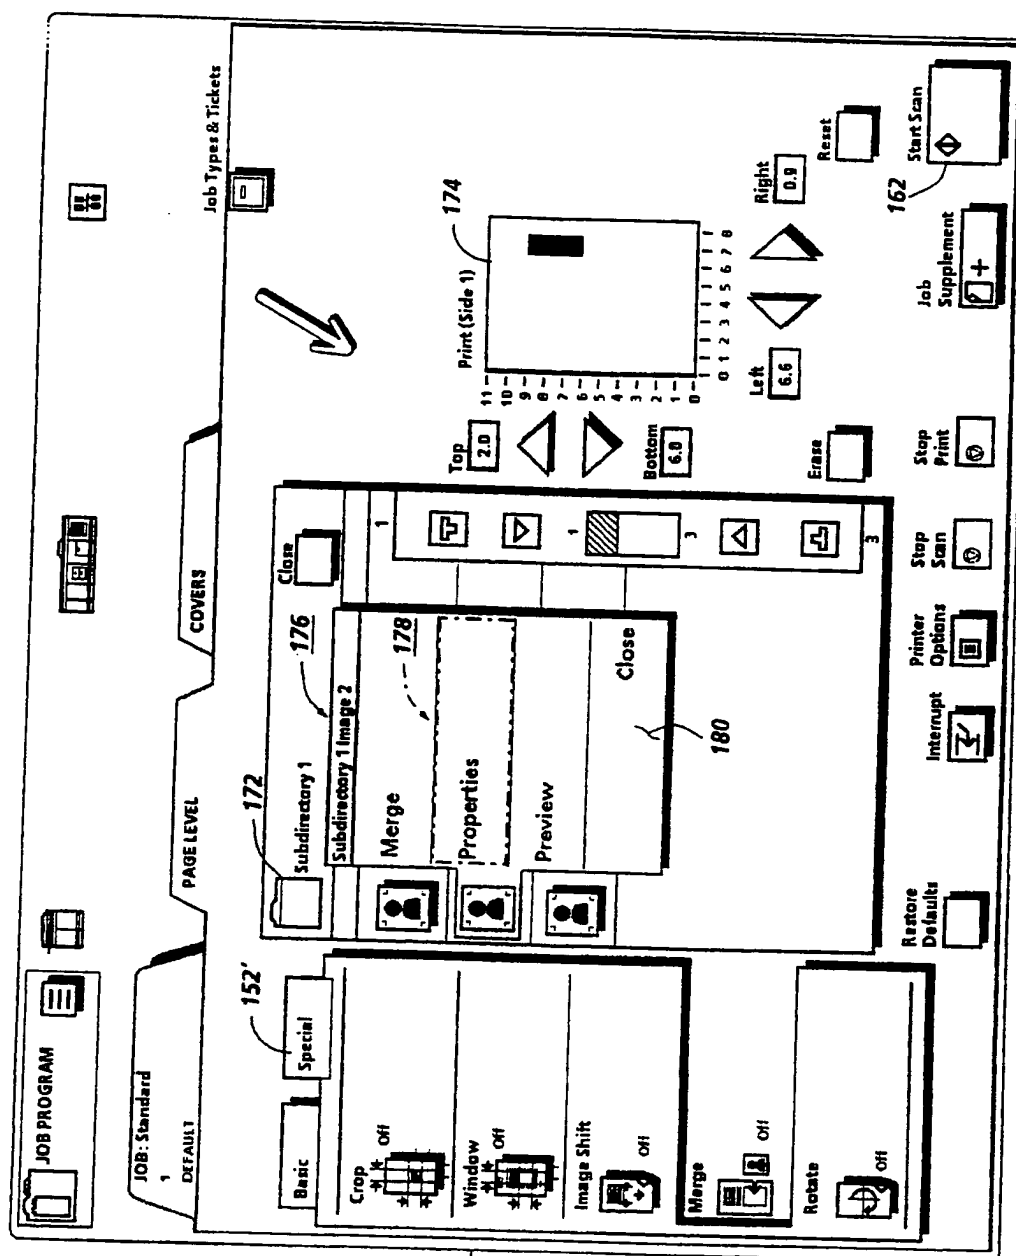 JOB PROGRAM
JOB: Standard
1
DEFAULT
PAGE LEVEL
COVERS
Job Types & Tickets
Basic
Special
152'
Crop
Off
Window
Off
Image Shift
Off
Merge
Off
Rotate
Off
172
Subdirectory 1
Close
176
Subdirectory 1 Image 2
Merge
178
Properties
Preview
Close
180
1
1
3
3
Top
2.0
Bottom
6.0
Print (Side 1)
174
11
10
9
8
7
6
5
4
3
2
1
0
0 1 2 3 4 5 6 7 8
Left
6.6
Right
0.9
Erase
Reset
Restore
Defaults
Interrupt
Printer
Options
Stop
Scan
Stop
Print
Job
Supplement
Start Scan
162